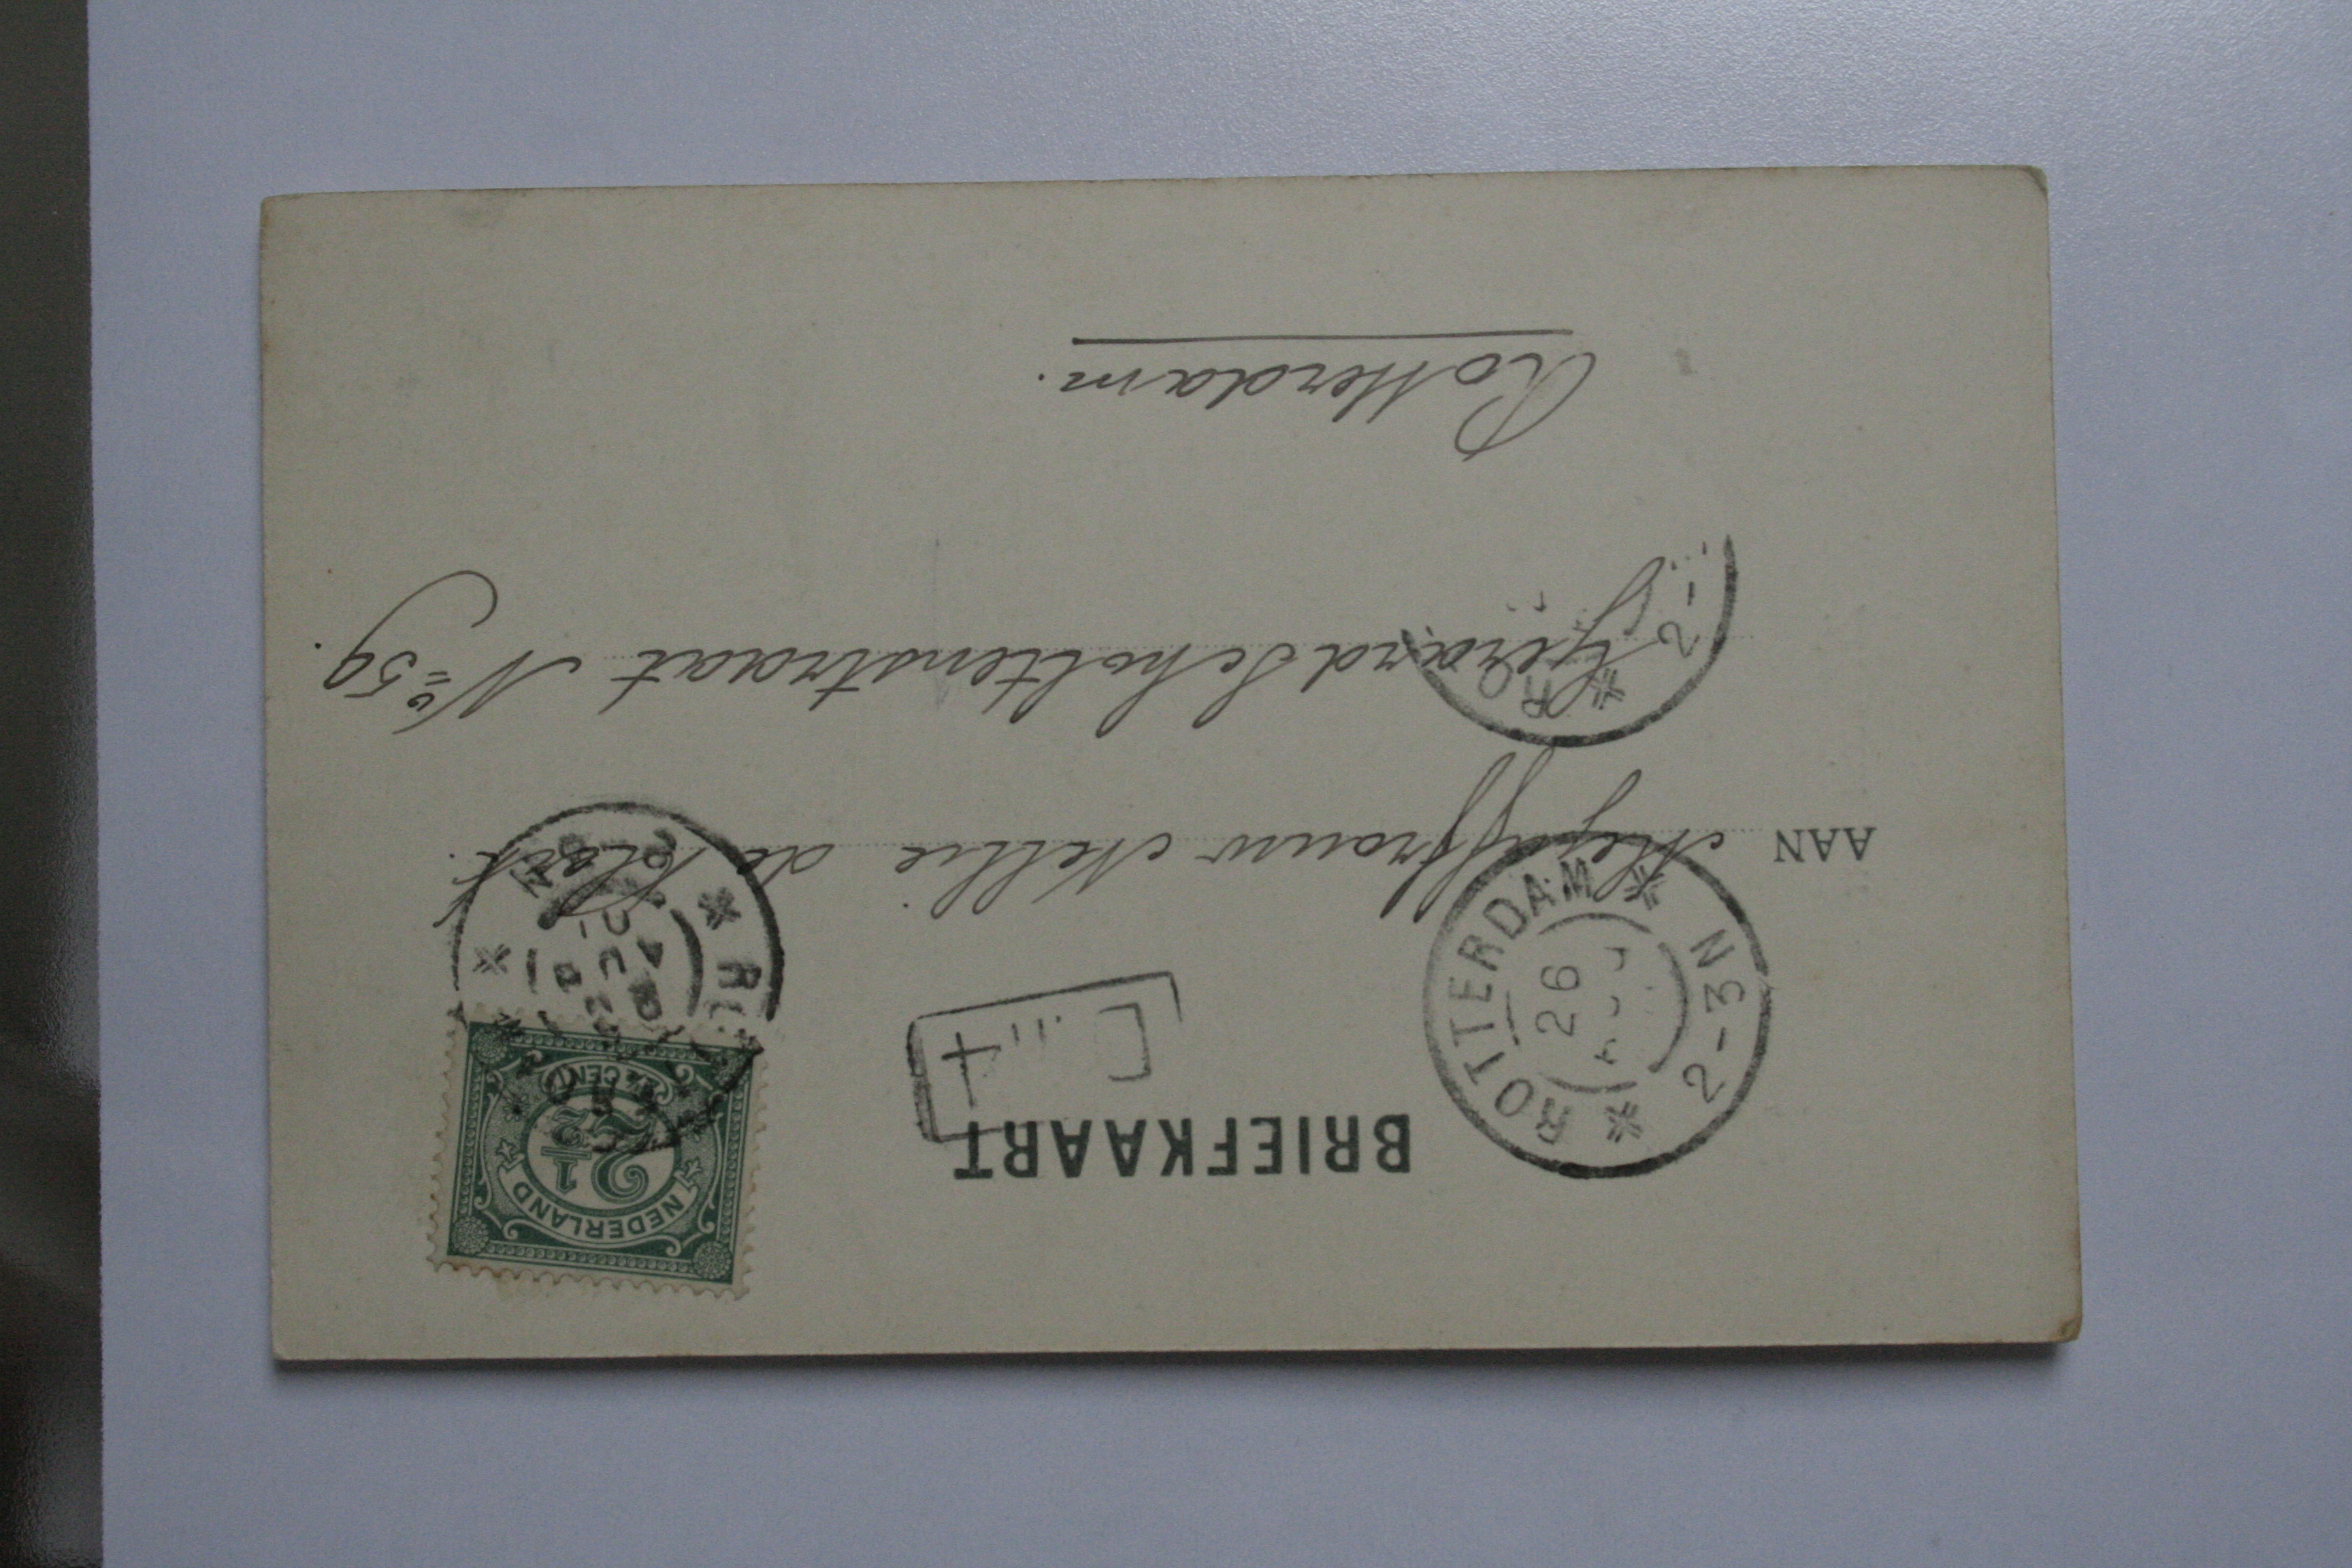 BRIEFKAART
NEDERLAND
2½
CENT
ROTTERDAM
26
2-3N
AAN Mejuffrouw Nellie de
Gerard Scholtenstraat Nº 59.
Rotterdam.